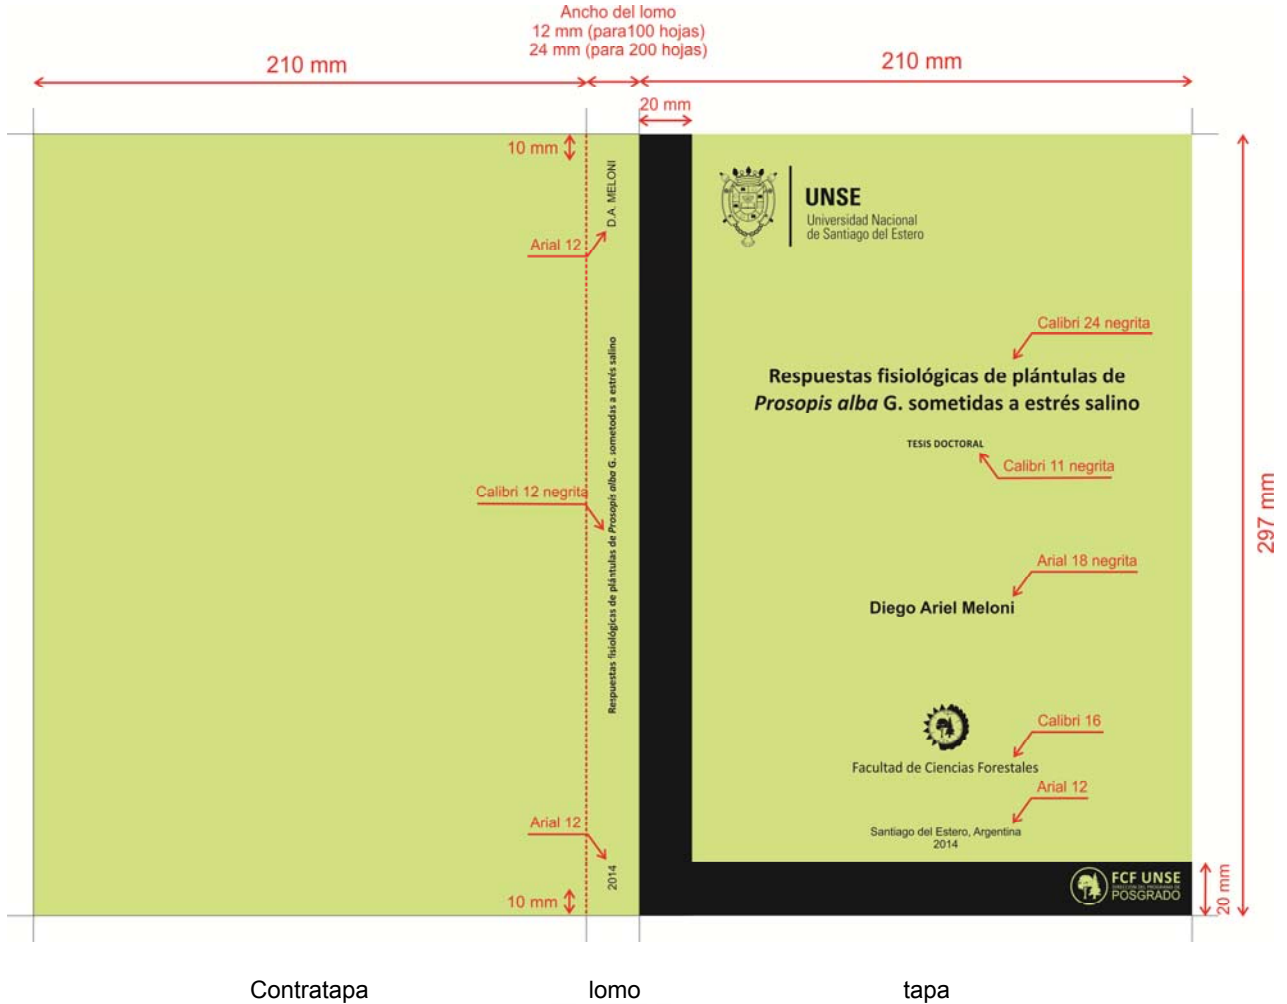 Ancho del lomo
12 mm (para100 hojas)
24 mm (para 200 hojas)
210 mm
210 mm
20 mm
10 mm
D.A. MELONI
Arial 12
Calibri 12 negrita
Respuestas fisiológicas de plántulas de Prosopis alba G. sometodas a estrés salino
Arial 12
2014
10 mm
UNSE
Universidad Nacional
de Santiago del Estero
Calibri 24 negrita
Respuestas fisiológicas de plántulas de
Prosopis alba G. sometidas a estrés salino
TESIS DOCTORAL
Calibri 11 negrita
Arial 18 negrita
Diego Ariel Meloni
Calibri 16
Facultad de Ciencias Forestales
Arial 12
Santiago del Estero, Argentina
2014
FCF UNSE
POSGRADO
20 mm
297 mm
Contratapa
lomo
tapa